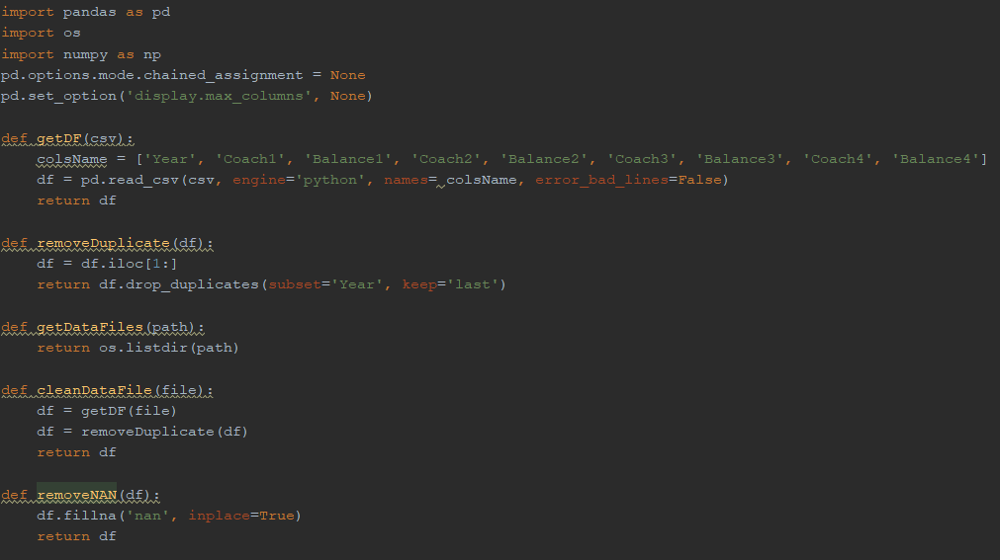 import pandas as pd
import os
import numpy as np
pd.options.mode.chained_assignment = None
pd.set_option('display.max_columns', None)
def getDF(csv):
colsName = ['Year', 'Coach1', 'Balance1', 'Coach2', 'Balance2', 'Coach3', 'Balance3', 'Coach4', 'Balance4']
df = pd.read_csv(csv, engine='python', names= colsName, error_bad_lines=False)
return df
def removeDuplicate(df):
df = df.iloc[1:]
return df.drop_duplicates(subset='Year', keep='last')
def getDataFiles(path):
return os.listdir(path)
def cleanDataFile(file):
df = getDF(file)
df = removeDuplicate(df)
return df
def removeNAN(df):
df.fillna('nan', inplace=True)
return df